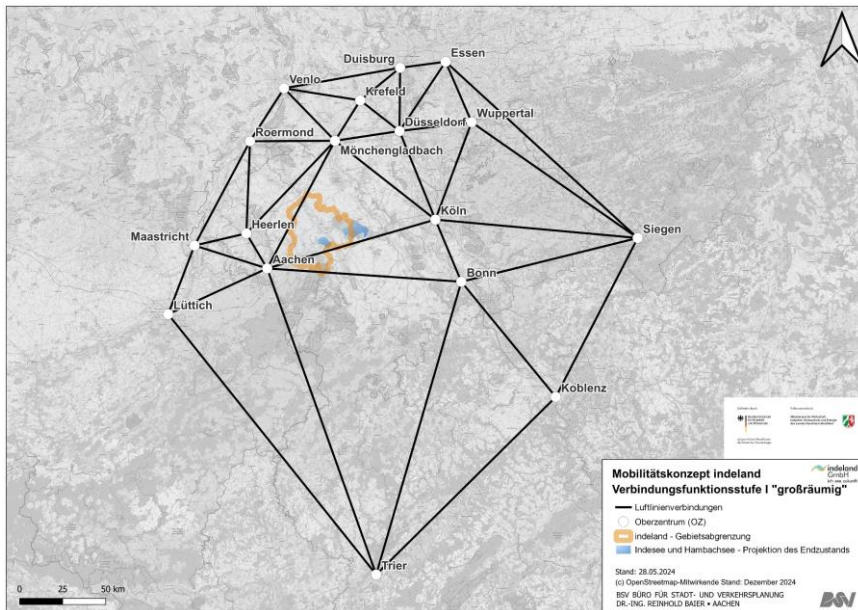 Essen
Duisburg
Venlo
Krefeld
Wuppertal
Düsseldorf
Roermond
Mönchengladbach
Köln
Heerlen
Siegen
Maastricht
Aachen
Bonn
Lüttich
Koblenz
Trier
0 25 50 km
indeland
GmbH
Mobilitätskonzept indeland
Verbindungsfunktionsstufe I "großräumig"
Luftlinienverbindungen
Oberzentrum (OZ)
indeland - Gebietsabgrenzung
Indesee und Hambachsee - Projektion des Endzustands
Stand: 28.05.2024
(c) OpenStreetmap-Mitwirkende Stand: Dezember 2024
BSV BÜRO FÜR STADT- UND VERKEHRSPLANUNG
DR.-ING. REINHOLD BAIER • AACHEN
BSV